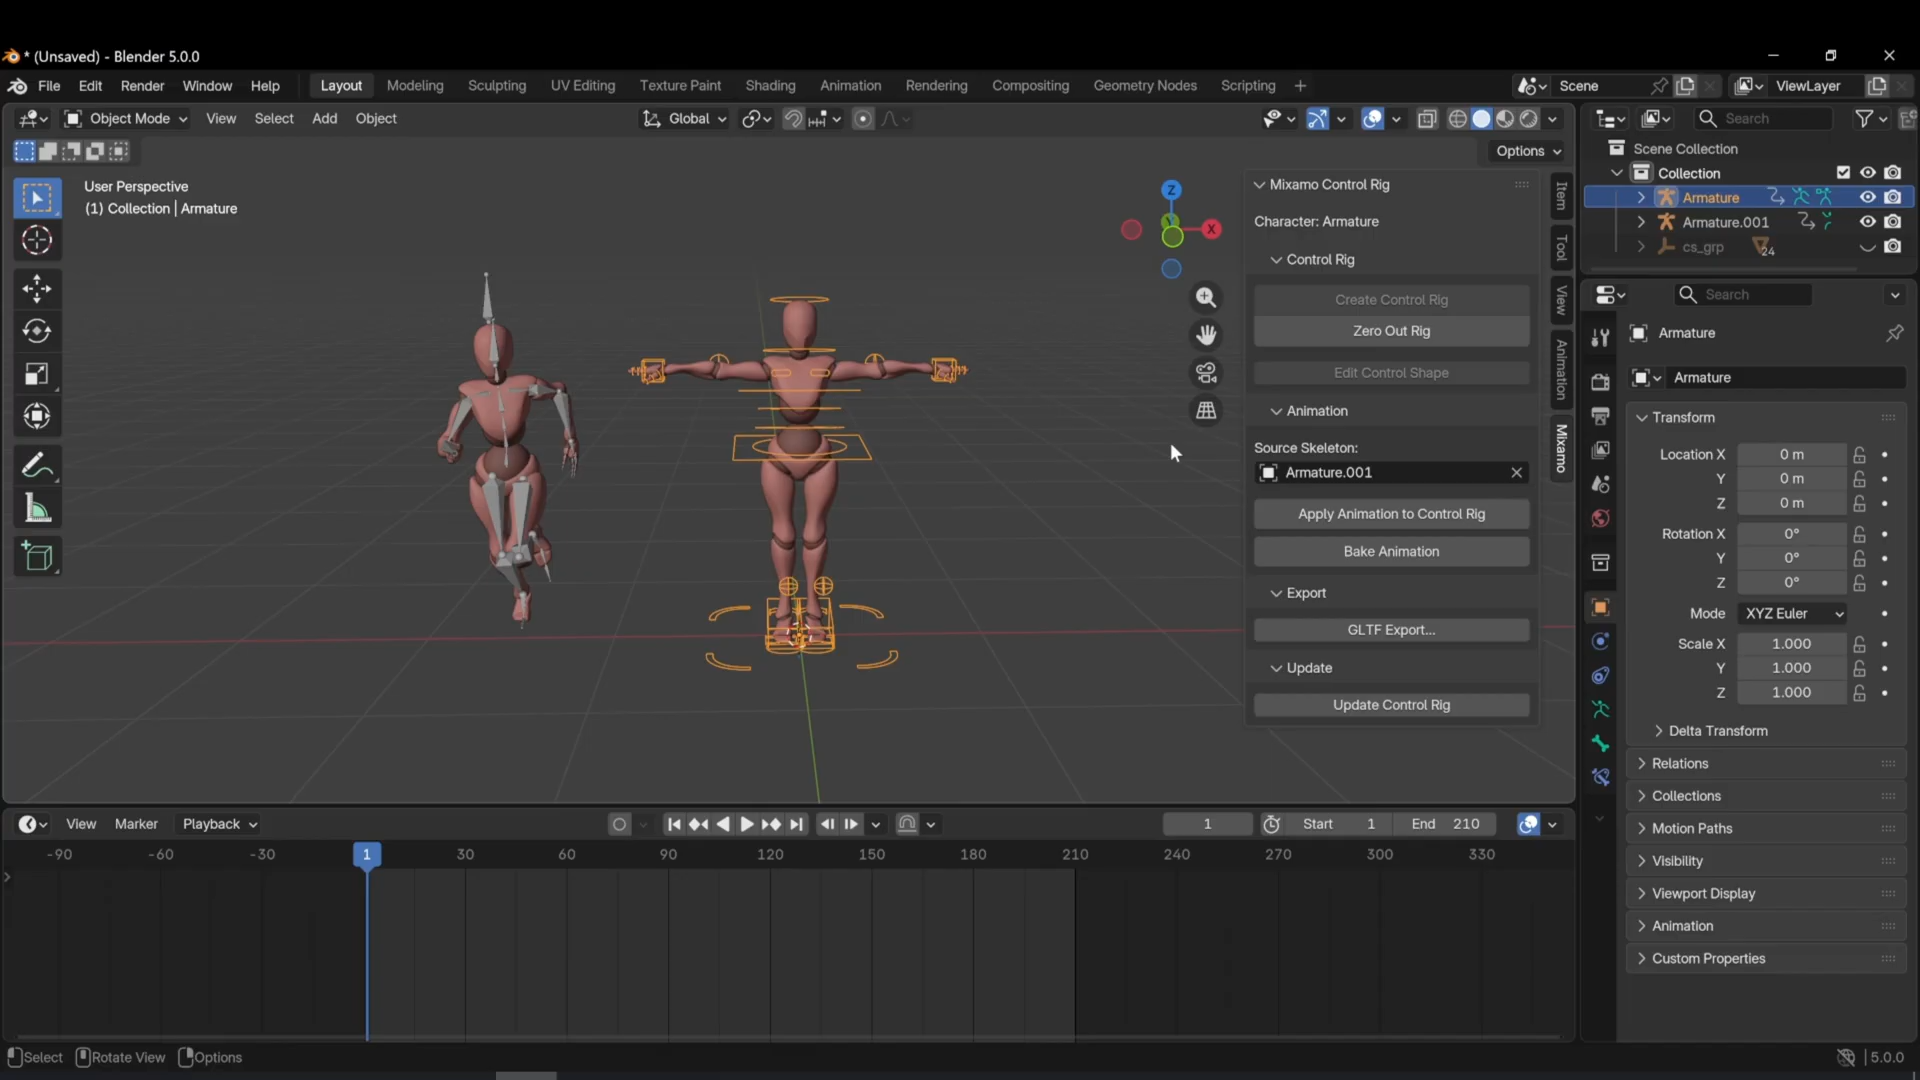 * (Unsaved) - Blender 5.0.0
File Edit Render Window Help Layout Modeling Sculpting UV Editing Texture Paint Shading Animation Rendering Compositing Geometry Nodes Scripting + Scene ViewLayer
Object Mode View Select Add Object Global Search
Options
User Perspective
(1) Collection | Armature
Z
X
Mixamo Control Rig
Character: Armature
Control Rig
Create Control Rig
Zero Out Rig
Edit Control Shape
Animation
Source Skeleton:
Armature.001
Apply Animation to Control Rig
Bake Animation
Export
GLTF Export...
Update
Update Control Rig
Item
Tool
View
Animation
Mixamo
Scene Collection
Collection
Armature
Armature.001
cs_grp 24
Search
Armature
Armature
Transform
Location X 0 m
Y 0 m
Z 0 m
Rotation X 0°
Y 0°
Z 0°
Mode XYZ Euler
Scale X 1.000
Y 1.000
Z 1.000
Delta Transform
Relations
Collections
Motion Paths
Visibility
Viewport Display
Animation
Custom Properties
View Marker Playback 1 Start 1 End 210
-90 -60 -30 1 30 60 90 120 150 180 210 240 270 300 330
Select Rotate View Options 5.0.0